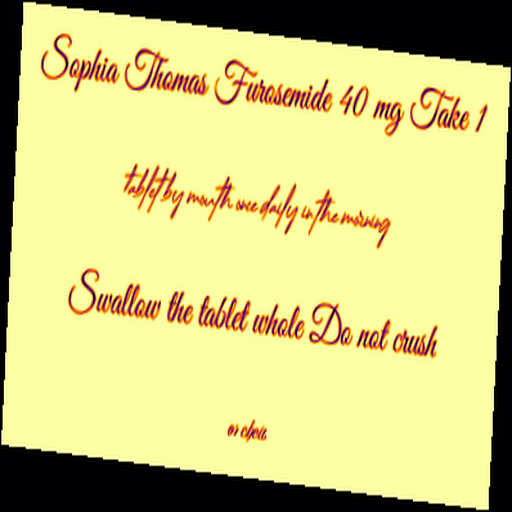 Sophia Thomas Furosemide 40 mg Take 1
tablet by mouth once daily in the morning
Swallow the tablet whole Do not crush
or chew